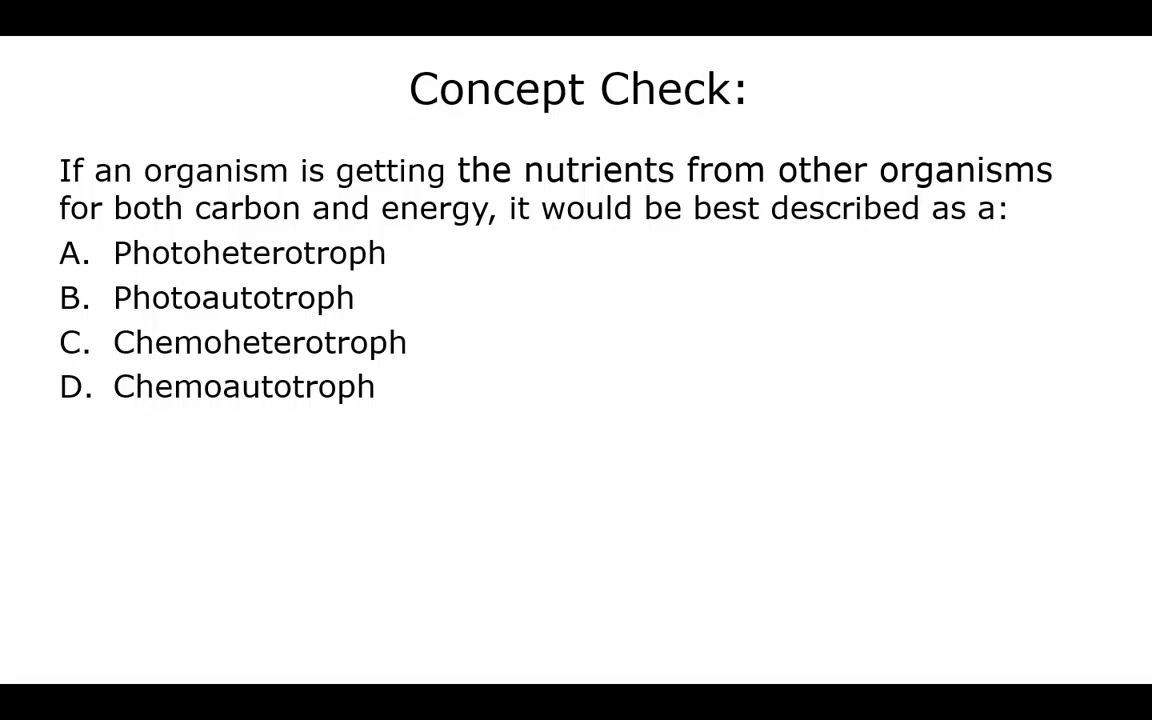 Concept Check:
If an organism is getting the nutrients from other organisms
for both carbon and energy, it would be best described as a:
A. Photoheterotroph
B. Photoautotroph
C. Chemoheterotroph
D. Chemoautotroph